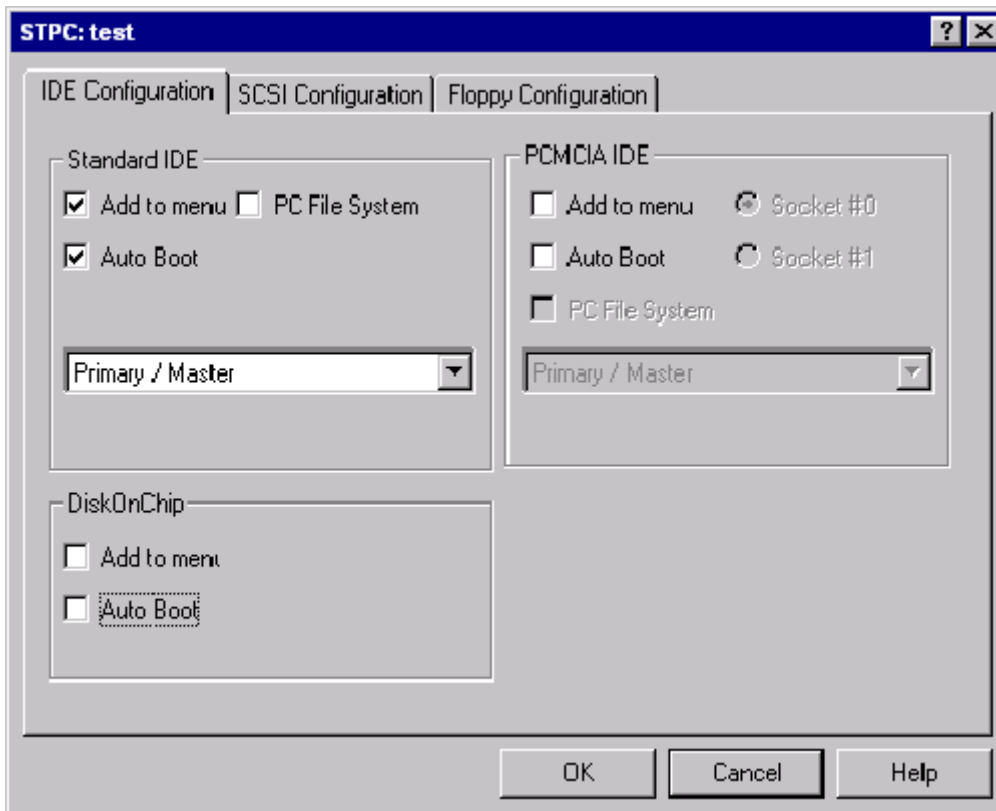 STPC: test
IDE Configuration SCSI Configuration Floppy Configuration
Standard IDE
Add to menu PC File System
Auto Boot
Primary / Master
PCMCIA IDE
Add to menu Socket #0
Auto Boot Socket #1
PC File System
Primary / Master
DiskOnChip
Add to menu
Auto Boot
OK Cancel Help